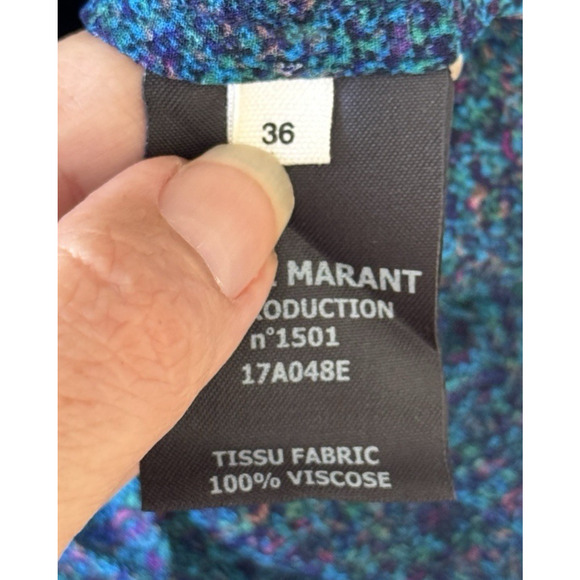 36
MARANT
n°1501
17A048E
TISSU FABRIC
100% VISCOSE